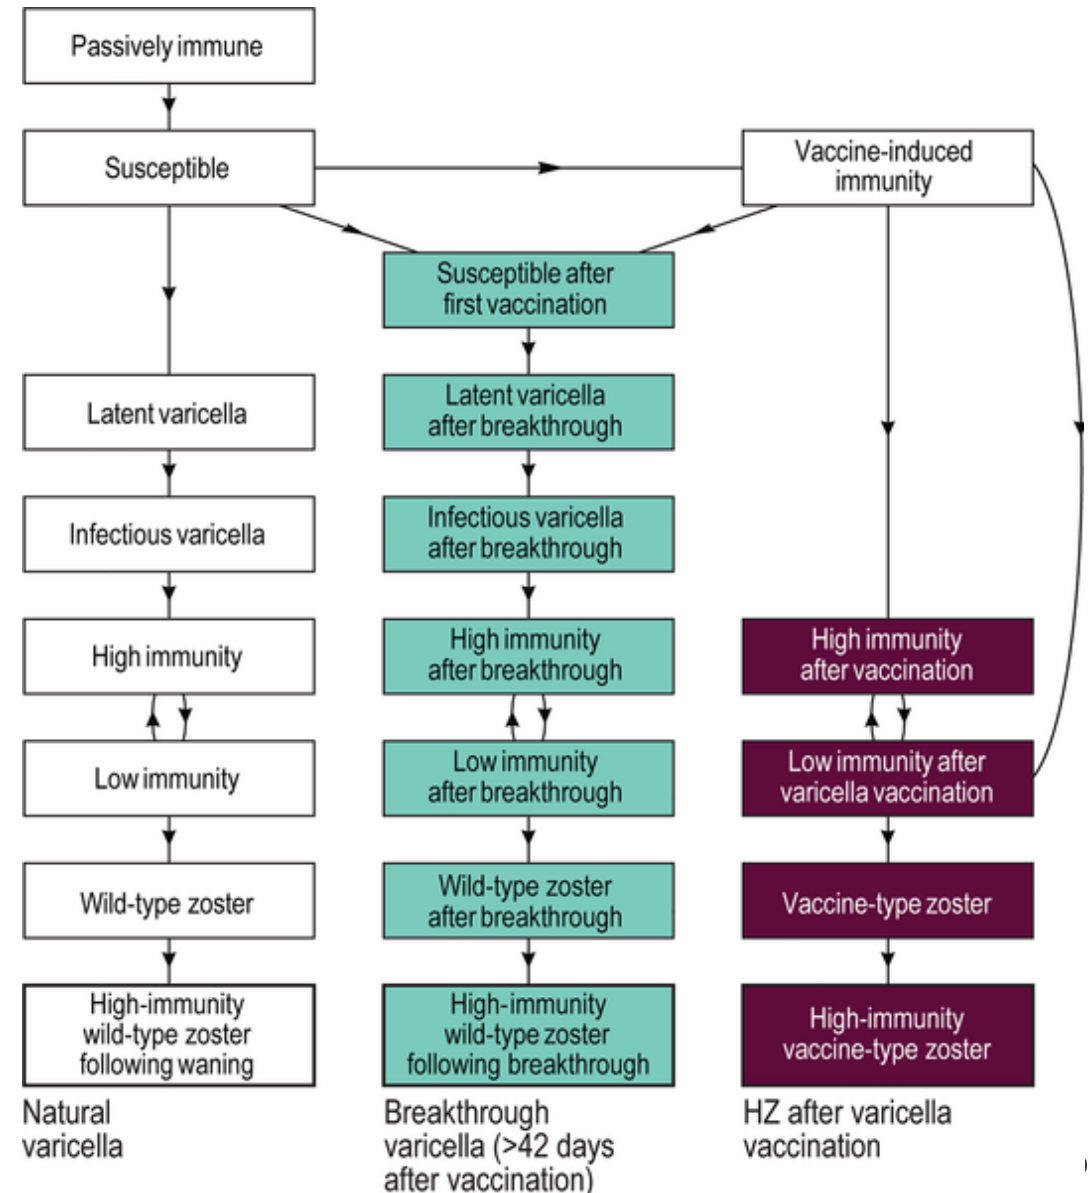 Passively immune
Susceptible
Vaccine-induced
immunity
Susceptible after
first vaccination
Latent varicella
Latent varicella
after breakthrough
Infectious varicella
Infectious varicella
after breakthrough
High immunity
High immunity
after breakthrough
High immunity
after vaccination
Low immunity
Low immunity
after breakthrough
Low immunity after
varicella vaccination
Wild-type zoster
Wild-type zoster
after breakthrough
Vaccine-type zoster
High-immunity
wild-type zoster
following waning
High-immunity
wild-type zoster
following breakthrough
High-immunity
vaccine-type zoster
Natural
varicella
Breakthrough
varicella (>42 days
after vaccination)
HZ after varicella
vaccination